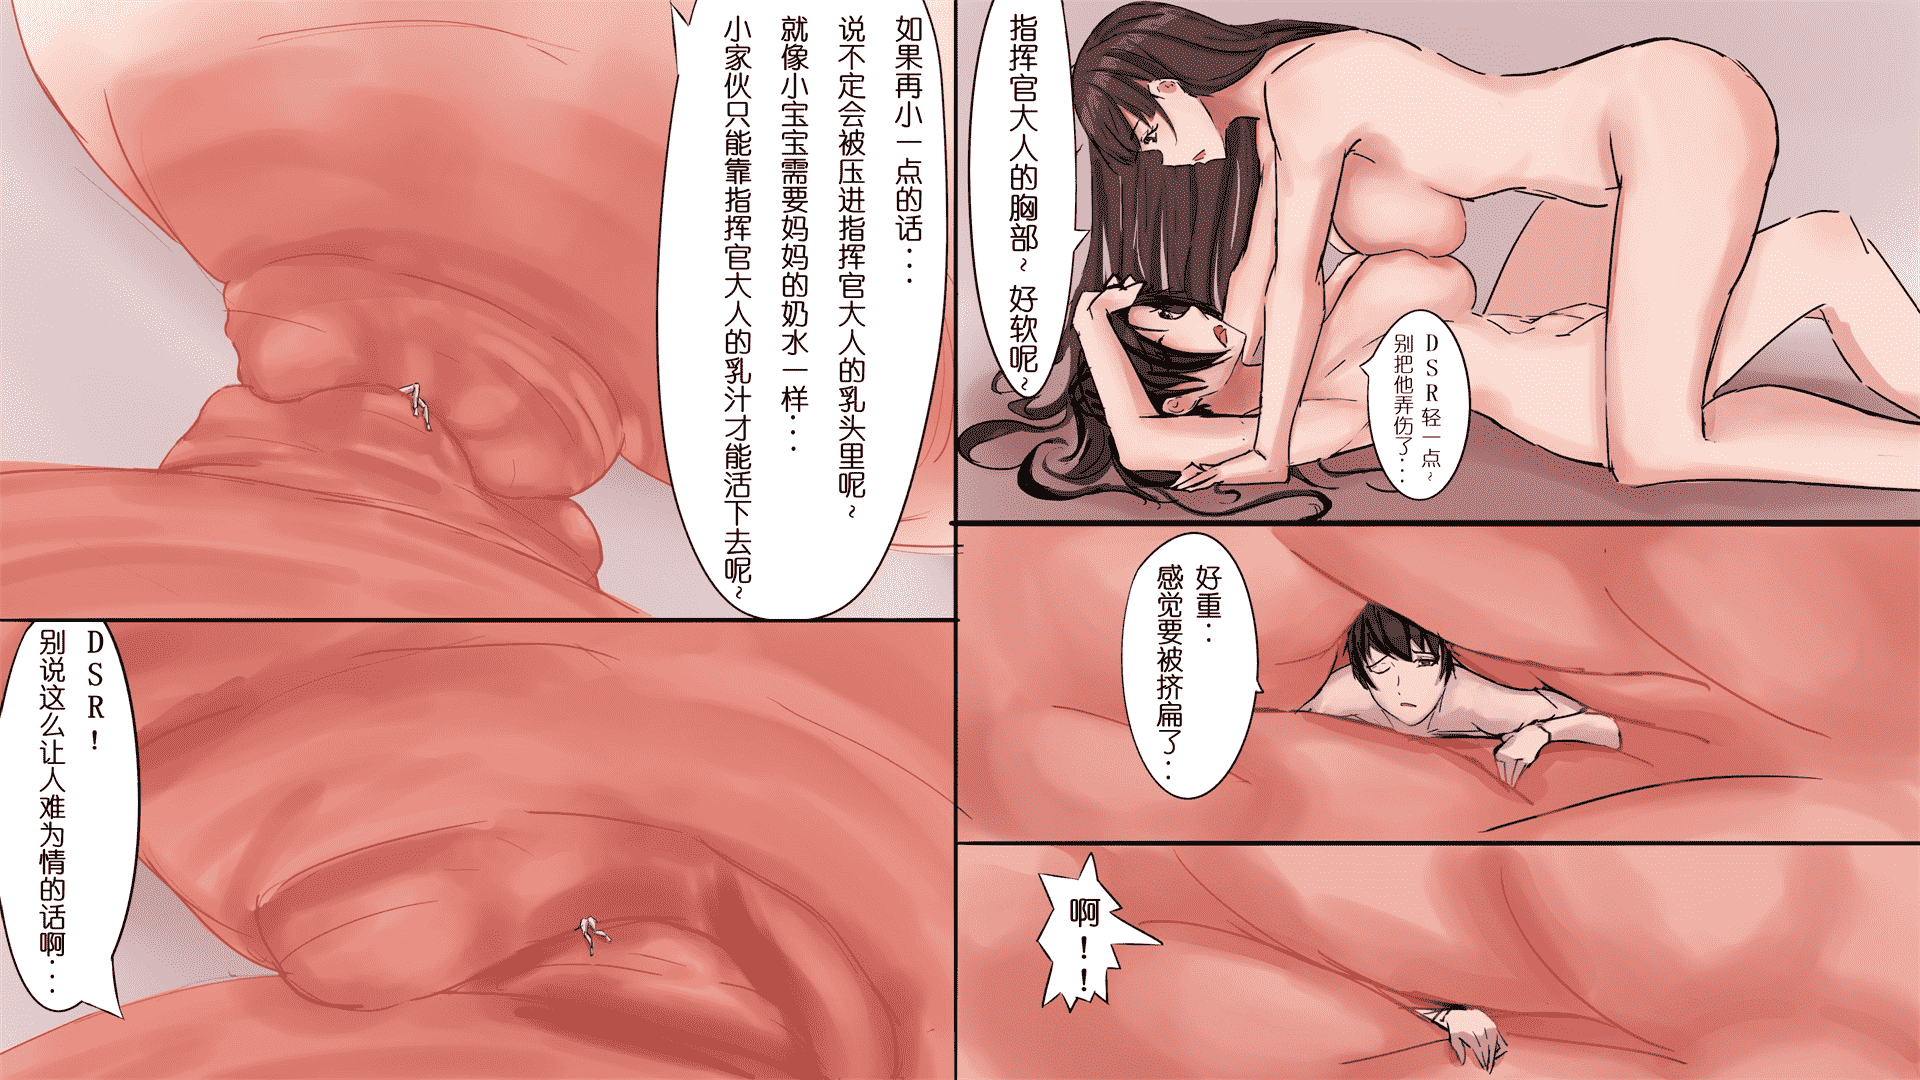 指挥官大人的胸部~好软呢~
DSR轻一点~
别把他弄伤了...
好重..
感觉要被挤扁了..
啊!!
如果再小一点的话...
说不定会被压进指挥官大人的乳头里呢~
就像小宝宝需要妈妈的奶水一样...
小家伙只能靠指挥官大人的乳汁才能活下去呢~
DSR!
别说这么让人难为情的话啊...